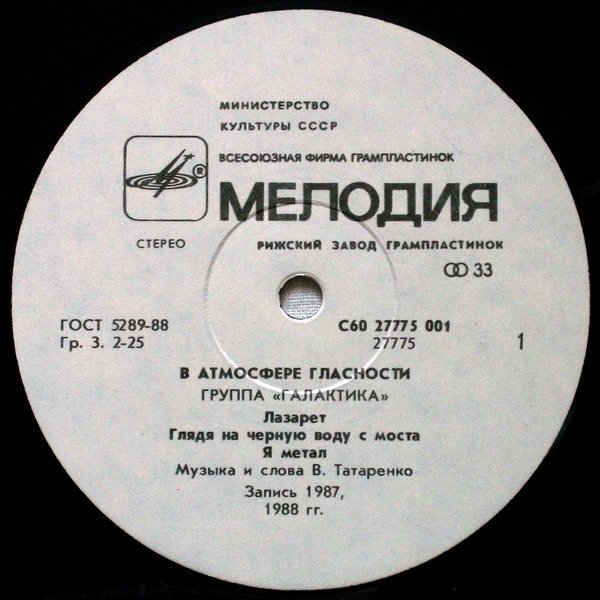 МИНИСТЕРСТВО
КУЛЬТУРЫ СССР
ВСЕСОЮЗНАЯ ФИРМА ГРАМПЛАСТИНОК
®
МЕЛОДИЯ
СТЕРЕО
РИЖСКИЙ ЗАВОД ГРАМПЛАСТИНОК
33
ГОСТ 5289-88
С60 27775 001
Гр. 3. 2-25
27775
1
В АТМОСФЕРЕ ГЛАСНОСТИ
ГРУППА «ГАЛАКТИКА»
Лазарет
Глядя на черную воду с моста
Я метал
Музыка и слова В. Татаренко
Запись 1987,
1988 гг.